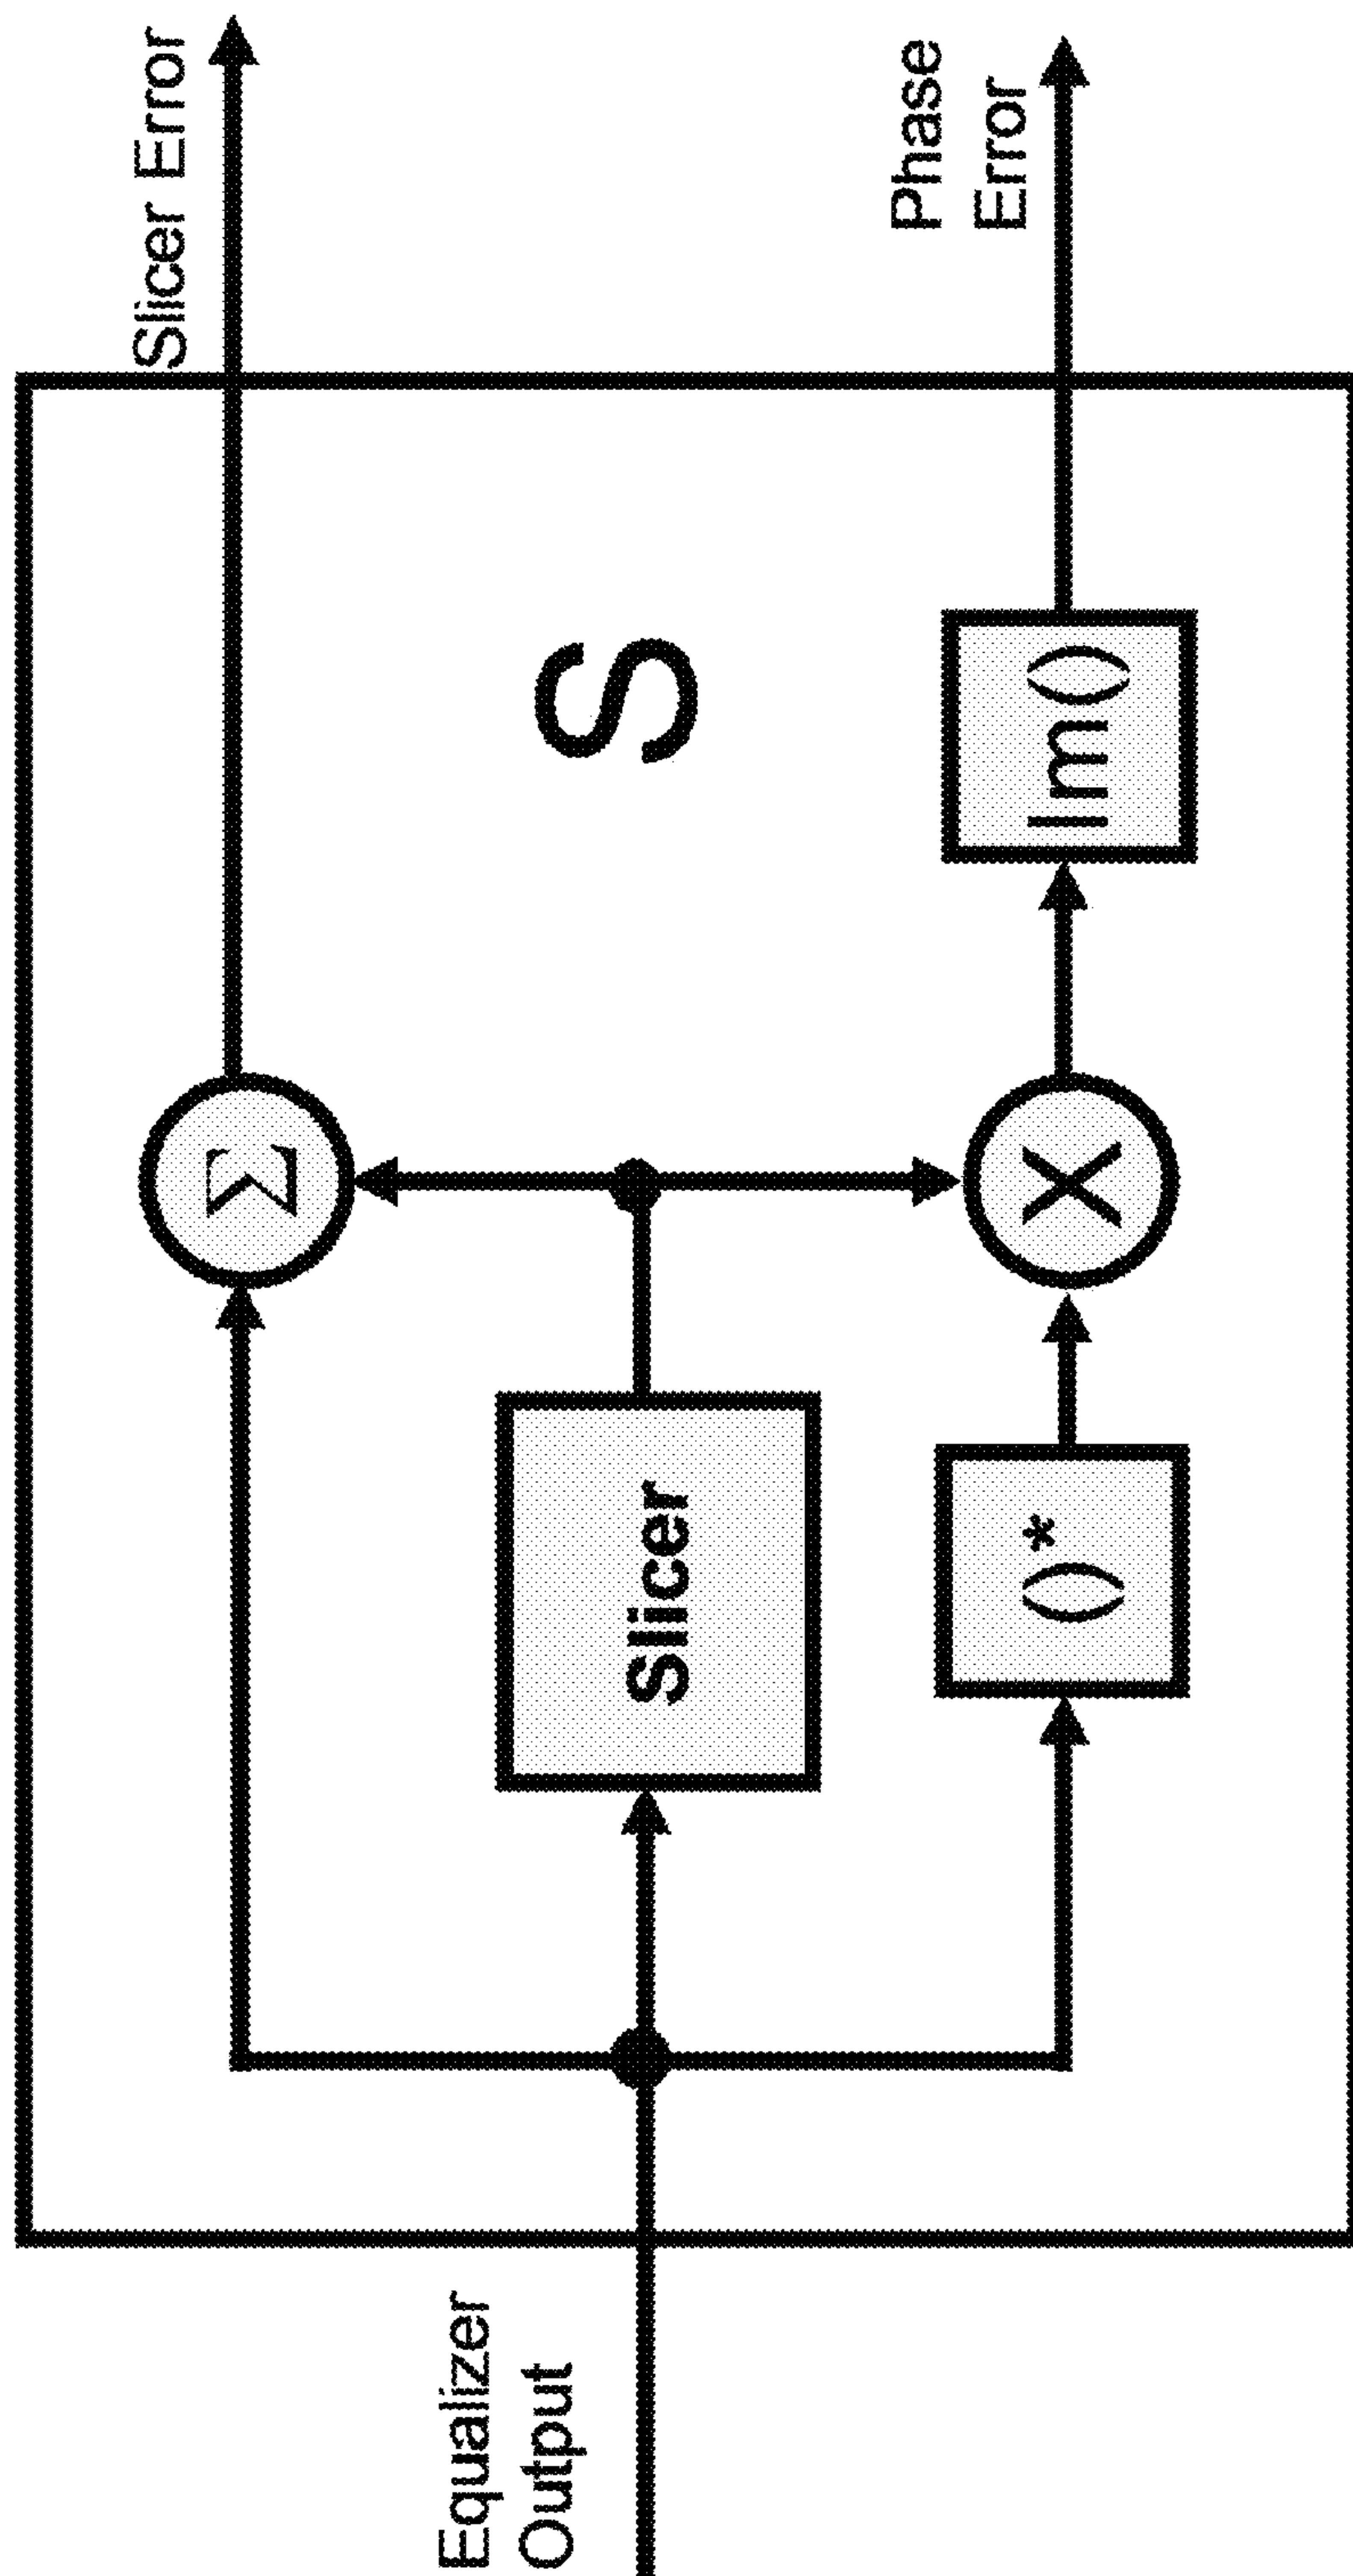 Slicer Error
Σ
S
Equalizer
Output
Slicer
Phase
Error
()*
X
Im()